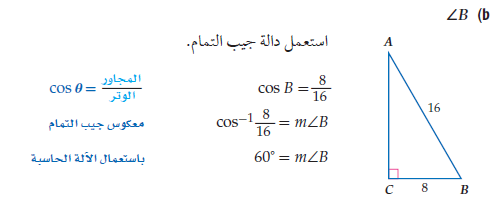 ∠B (b
استعمل دالة جيب التمام.
cos B = 8/16
cos θ = المجاور/الوتر
cos⁻¹ 8/16 = m∠B
معكوس جيب التمام
60° = m∠B
باستعمال الآلة الحاسبة
A
16
C
8
B